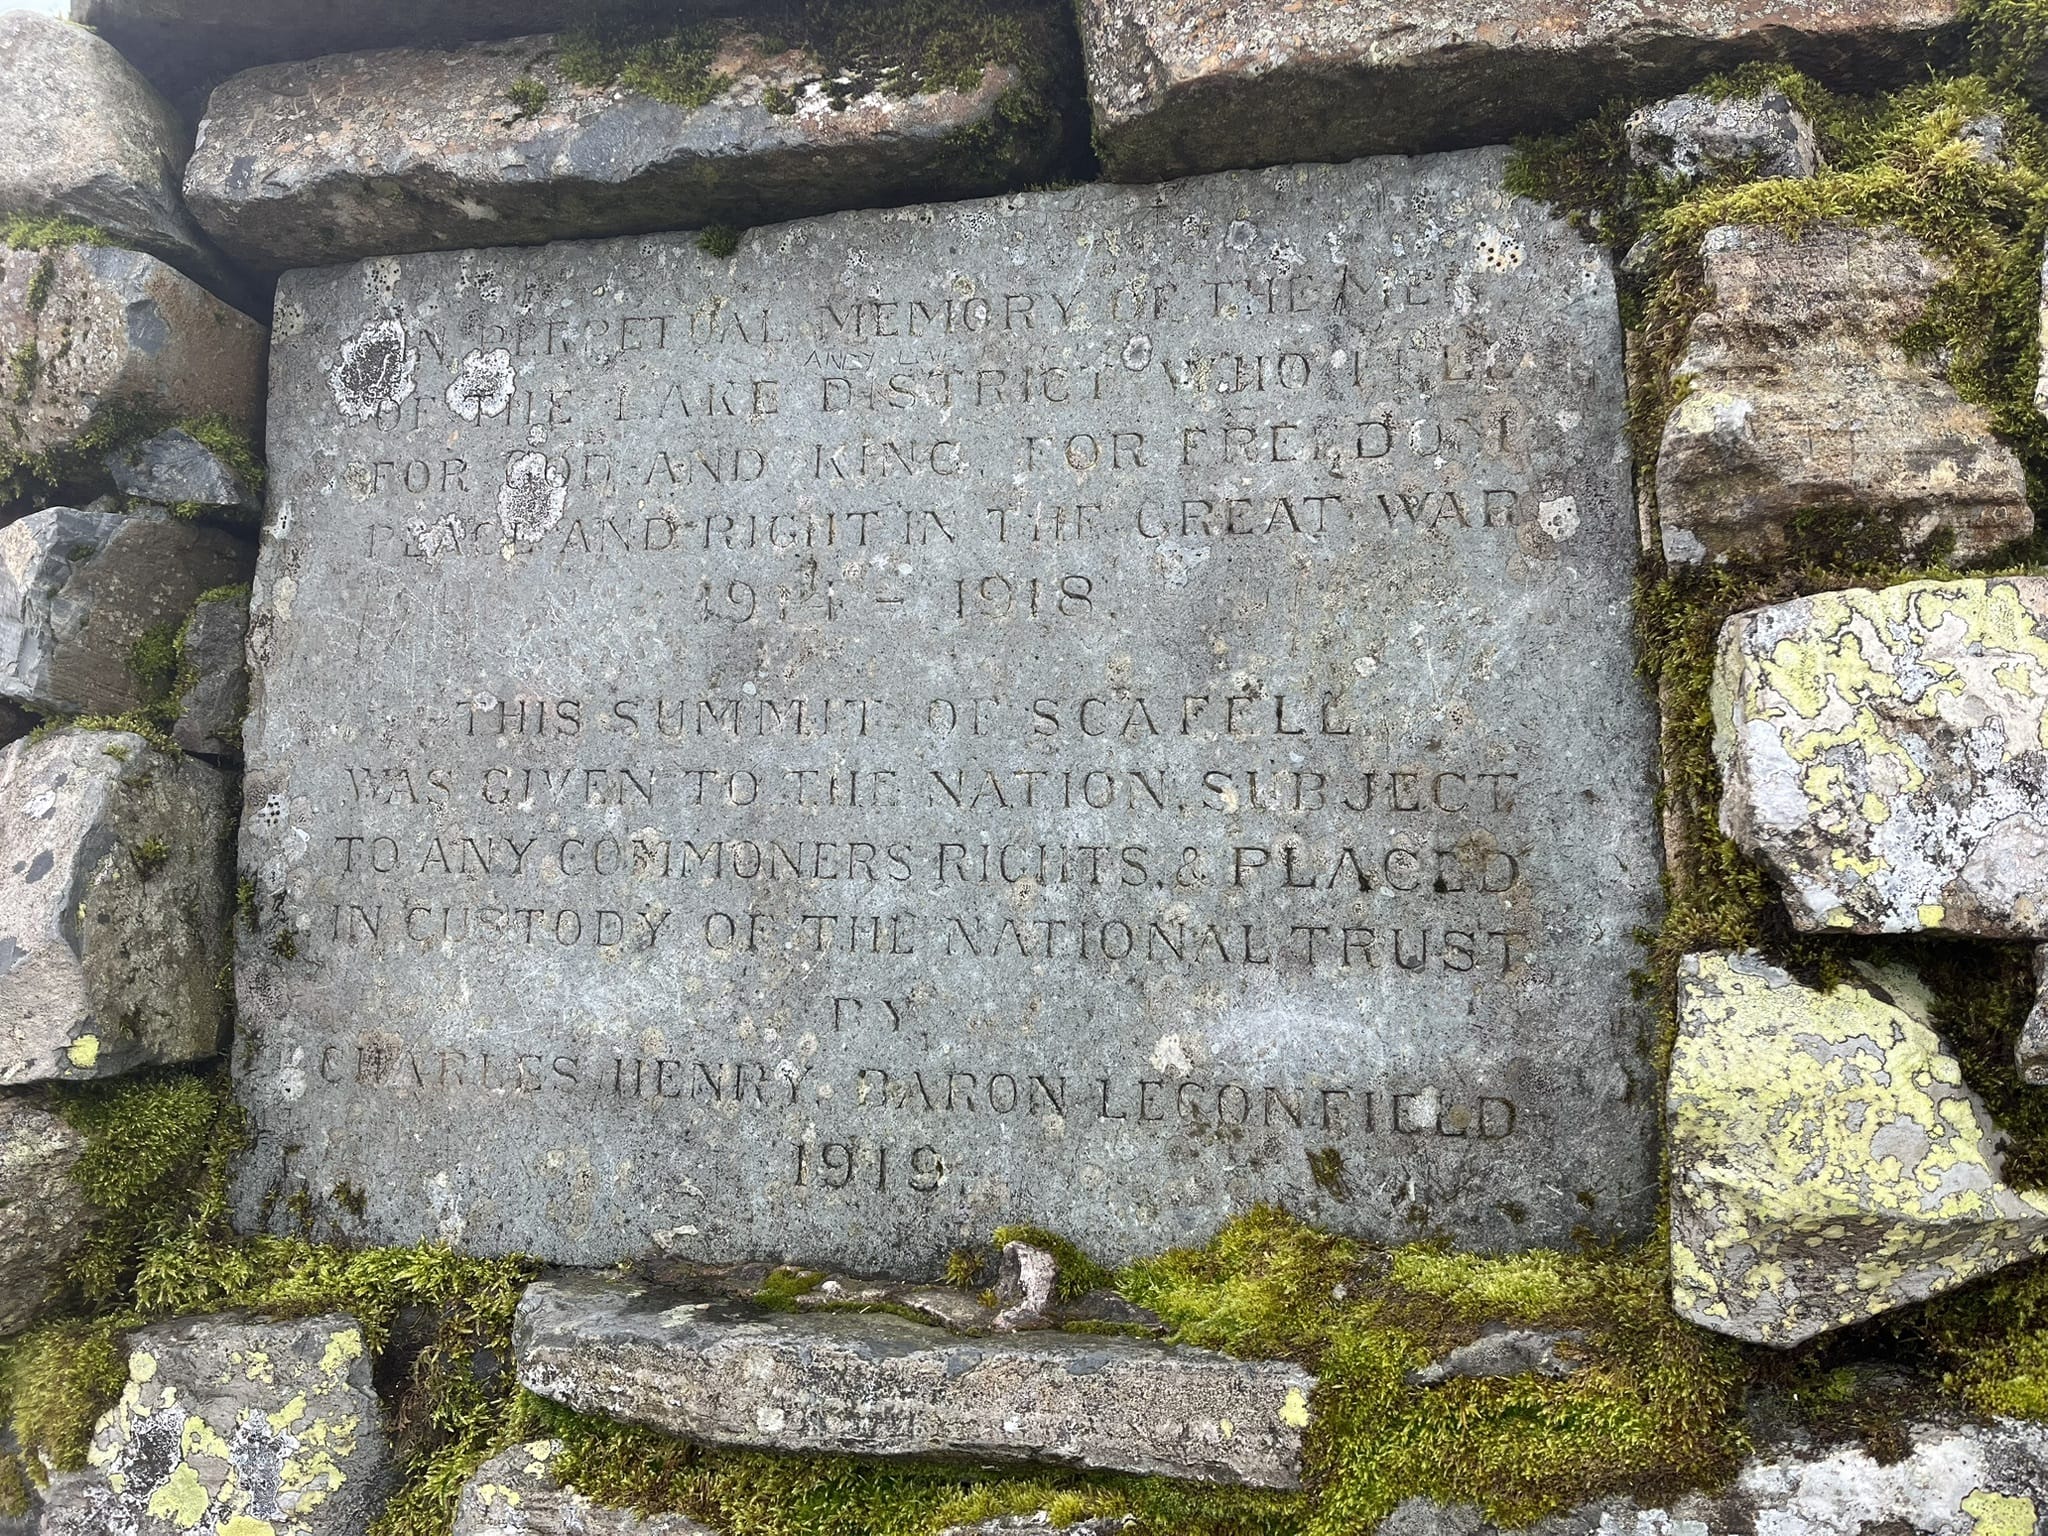 IN PERPETUAL MEMORY OF THE MEN
OF THE LAKE DISTRICT WHO FELL
FOR GOD AND KING, FOR FREEDOM
PEACE AND RIGHT IN THE GREAT WAR
1914 - 1918.
THIS SUMMIT OF SCAFELL
WAS GIVEN TO THE NATION, SUBJECT
TO ANY COMMONERS RIGHTS, & PLACED
IN CUSTODY OF THE NATIONAL TRUST
BY
CHARLES HENRY, BARON LECONFIELD
1919.